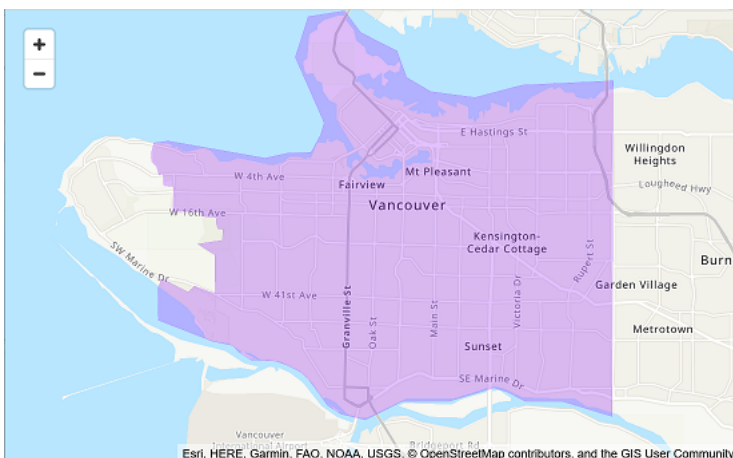 +
−
E Hastings St
Willingdon
Heights
Mt Pleasant
W 4th Ave
Fairview
Lougheed Hwy
Vancouver
W 16th Ave
Kensington-
Cedar Cottage
SW Marine Dr
Rupert St
Burn
Garden Village
W 41st Ave
Granville St
Oak St
Main St
Victoria Dr
Metrotown
Sunset
SE Marine Dr
Vancouver
International Airport
Bridgeport Rd
Esri, HERE, Garmin, FAO, NOAA, USGS, © OpenStreetMap contributors, and the GIS User Community